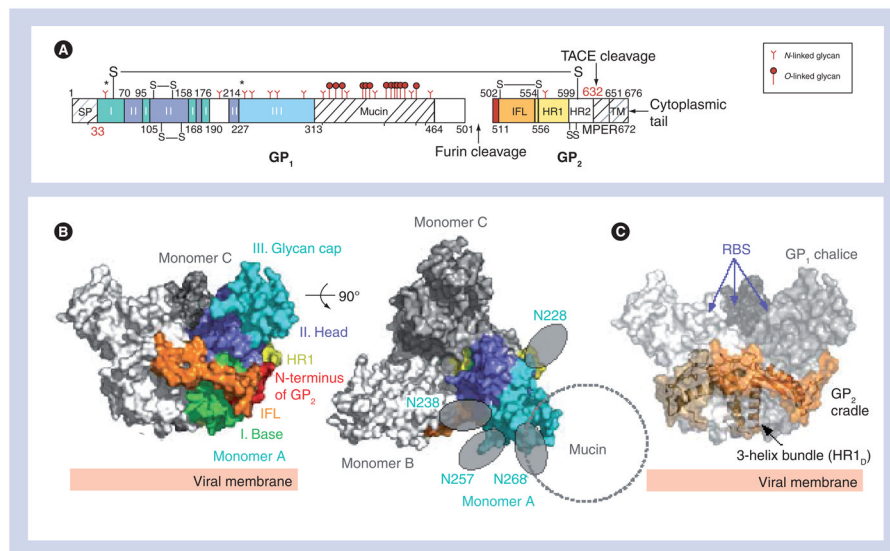 A
TACE cleavage
S
S
N-linked glycan
O-linked glycan
*
*
S
S
S
S
1
70
95
158
176
214
502
554
599
632
651
676
SP
I
II
I
II
I
II
III
Mucin
IFL
HR1
HR2
TM
Cytoplasmic
tail
33
105
168
190
227
313
464
501
511
556
SS
MPER
672
S
S
Furin cleavage
GP1
GP2
B
Monomer C
III. Glycan cap
90°
II. Head
HR1
N-terminus
of GP2
IFL
I. Base
Monomer A
Viral membrane
Monomer C
N228
N238
Mucin
Monomer B
N257
N268
Monomer A
C
RBS
GP1 chalice
GP2
cradle
3-helix bundle (HR1D)
Viral membrane